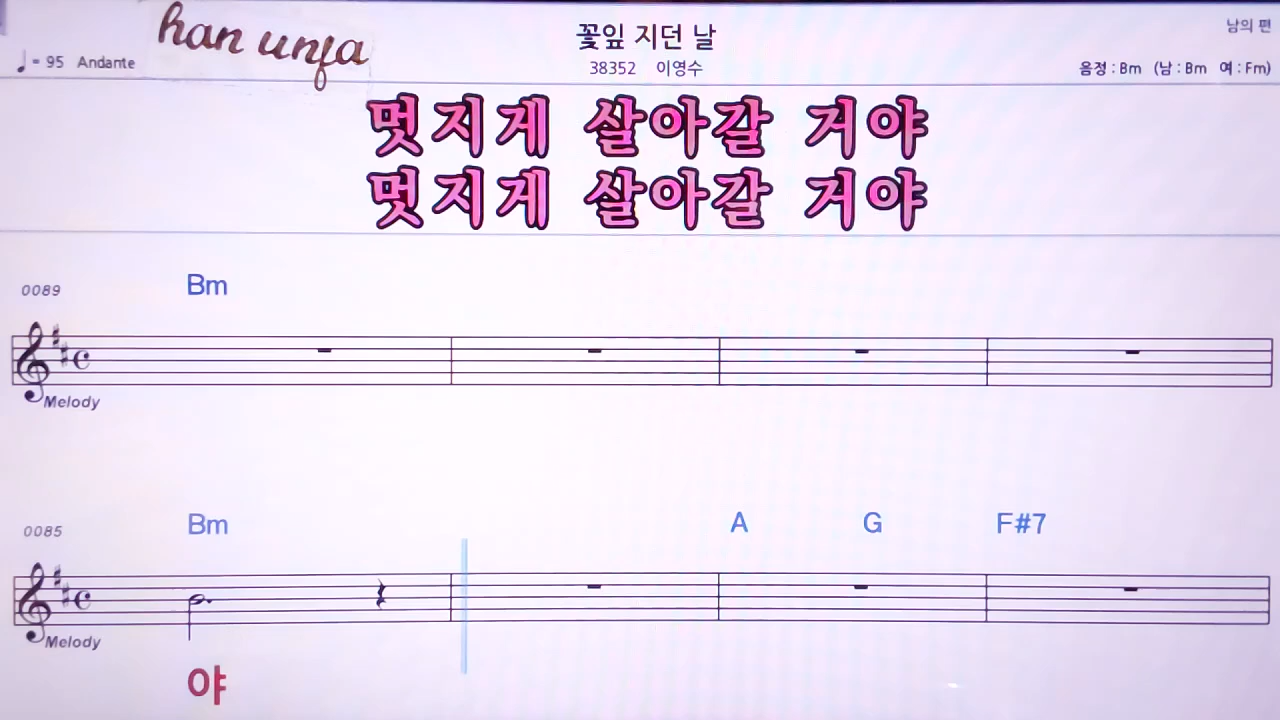 han unja
꽃잎 지던 날
남의 편
♩= 95 Andante
38352 이영수
음정 : Bm (남 : Bm 여 : Fm)
멋지게 살아갈 거야
멋지게 살아갈 거야
0089 Bm
Melody
0085 Bm A G F#7
Melody
야